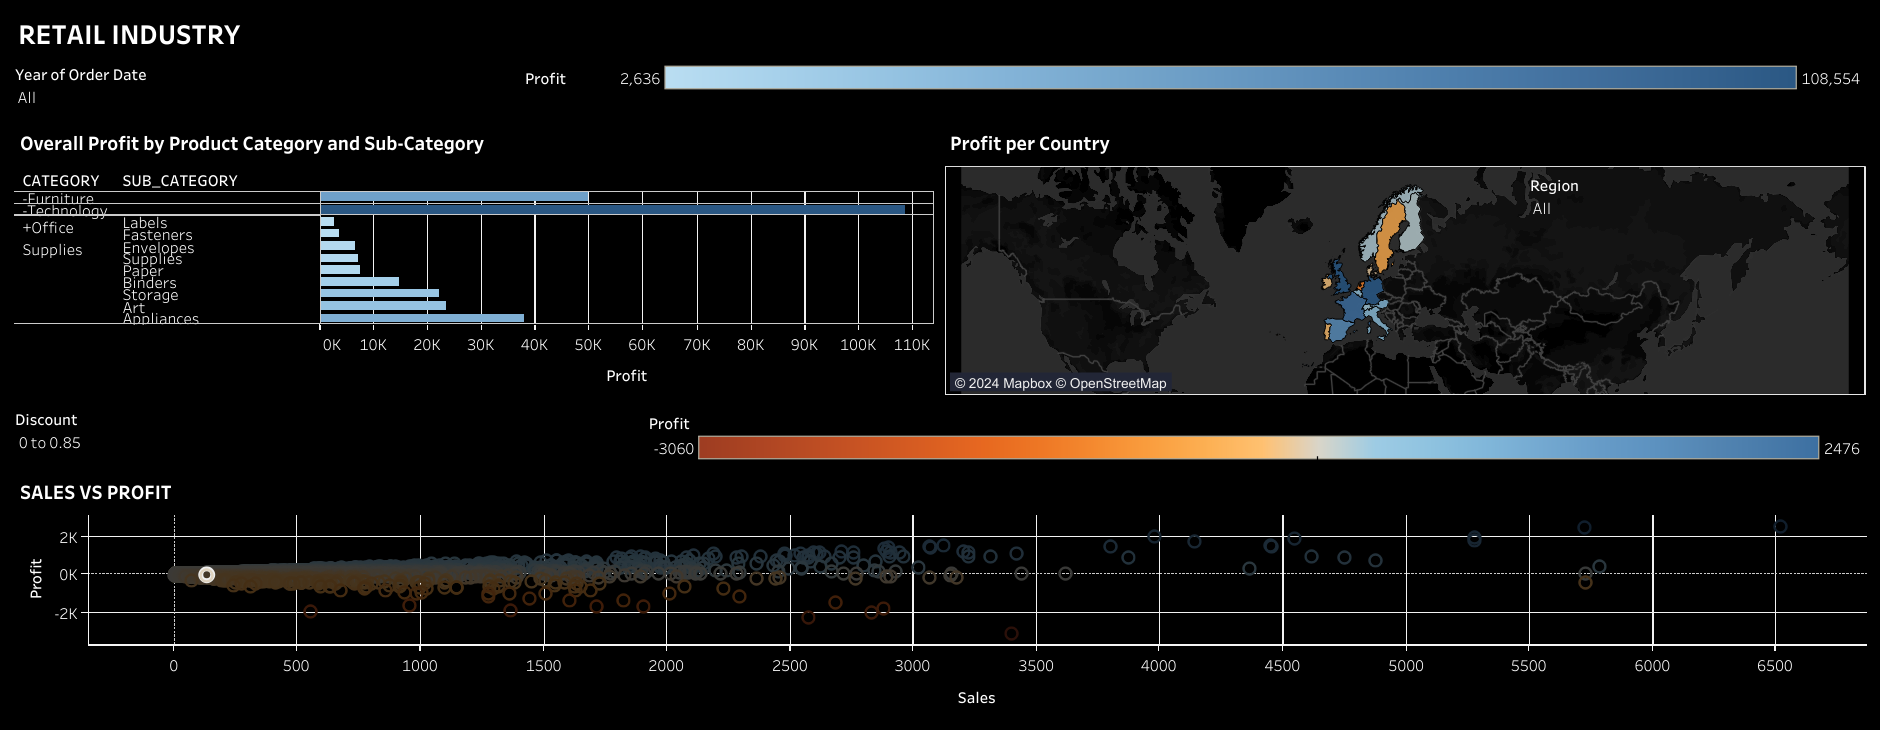 RETAIL INDUSTRY
Year of Order Date
All
Profit
2,636
108,554
Overall Profit by Product Category and Sub-Category
CATEGORY SUB_CATEGORY
-Furniture
-Technology
+Office
Supplies
Labels
Fasteners
Envelopes
Supplies
Paper
Binders
Storage
Art
Appliances
0K 10K 20K 30K 40K 50K 60K 70K 80K 90K 100K 110K
Profit
Profit per Country
Region
All
© 2024 Mapbox © OpenStreetMap
Discount
0 to 0.85
Profit
-3060
2476
SALES VS PROFIT
Profit
2K
0K
-2K
0 500 1000 1500 2000 2500 3000 3500 4000 4500 5000 5500 6000 6500
Sales